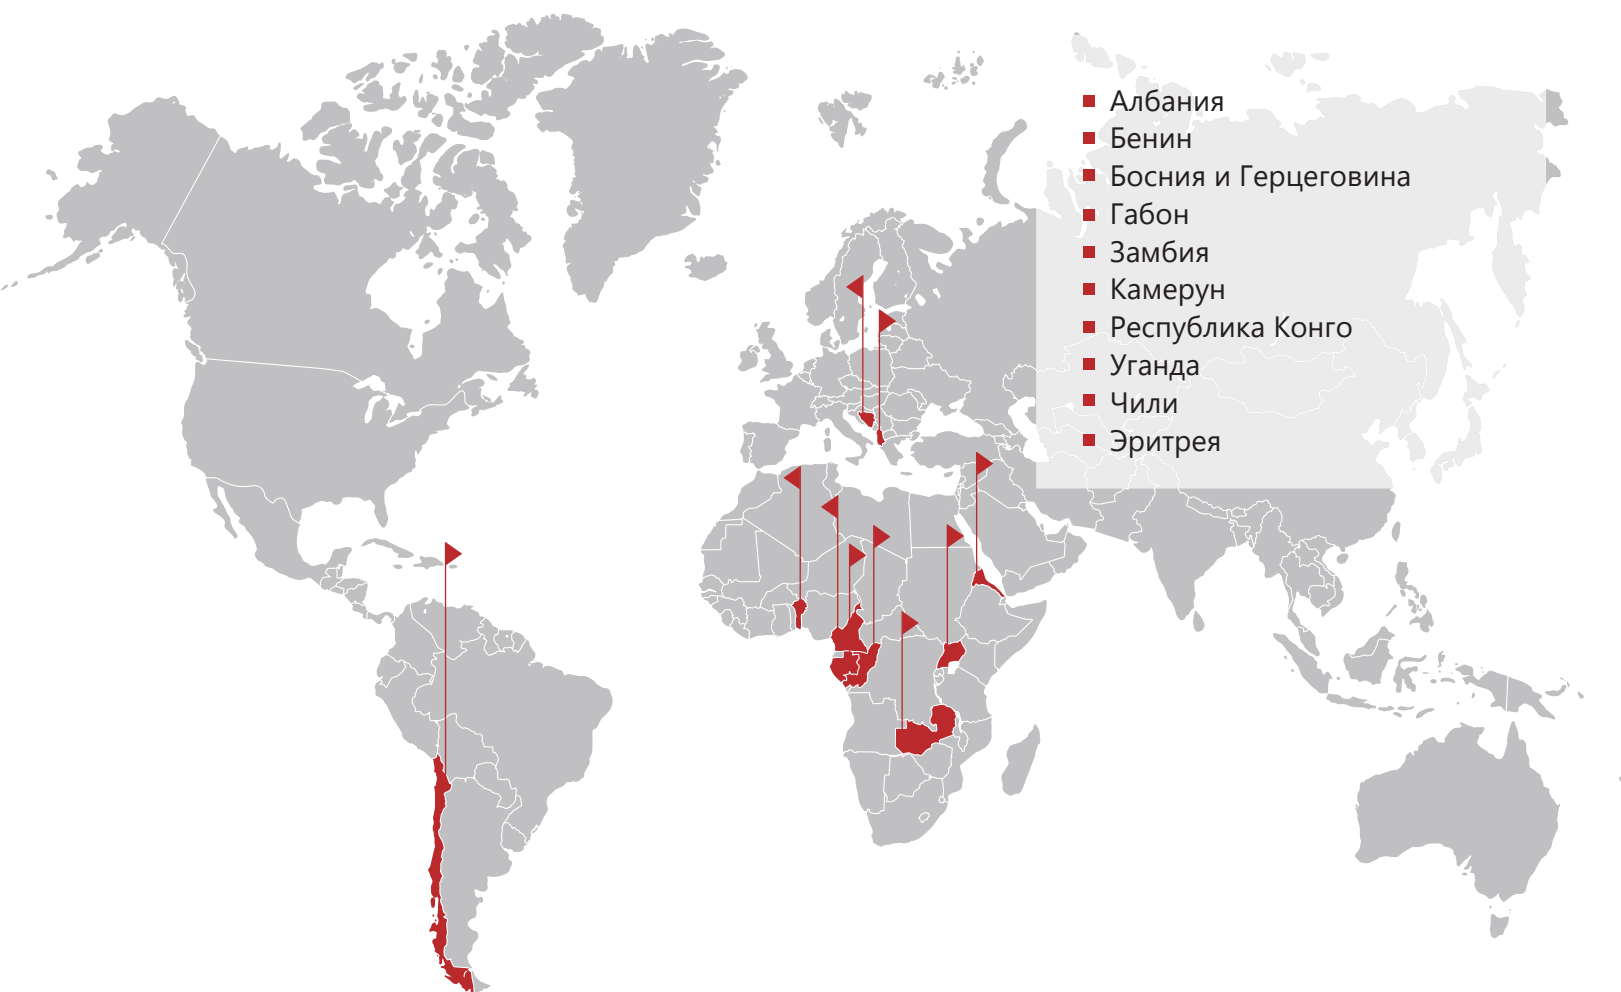 Албания
Бенин
Босния и Герцеговина
Габон
Замбия
Камерун
Республика Конго
Уганда
Чили
Эритрея